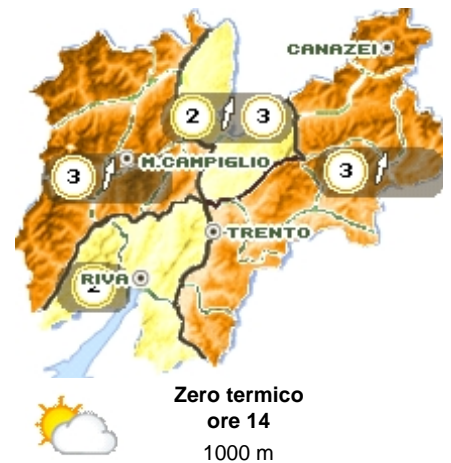 CANAZEI
2 3
M.CAMPIGLIO
3
3
TRENTO
RIVA
2
Zero termico
ore 14
1000 m